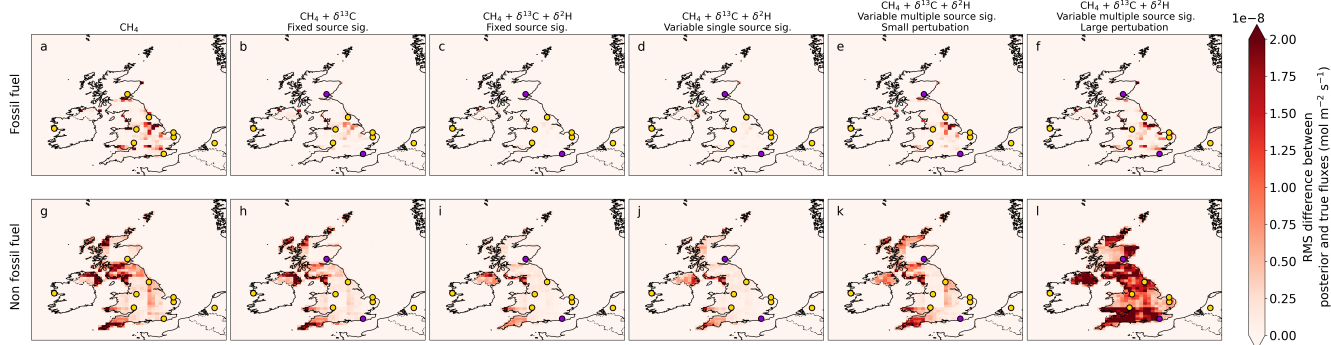 CH₄
CH₄ + δ¹³C
Fixed source sig.
CH₄ + δ¹³C + δ²H
Fixed source sig.
CH₄ + δ¹³C + δ²H
Variable single source sig.
CH₄ + δ¹³C + δ²H
Variable multiple source sig.
Small pertubation
CH₄ + δ¹³C + δ²H
Variable multiple source sig.
Large pertubation
1e−8
Fossil fuel
a
b
c
d
e
f
Non fossil fuel
g
h
i
j
k
l
2.00
1.75
1.50
1.25
1.00
0.75
0.50
0.25
0.00
RMS difference between
posterior and true fluxes (mol m⁻² s⁻¹)